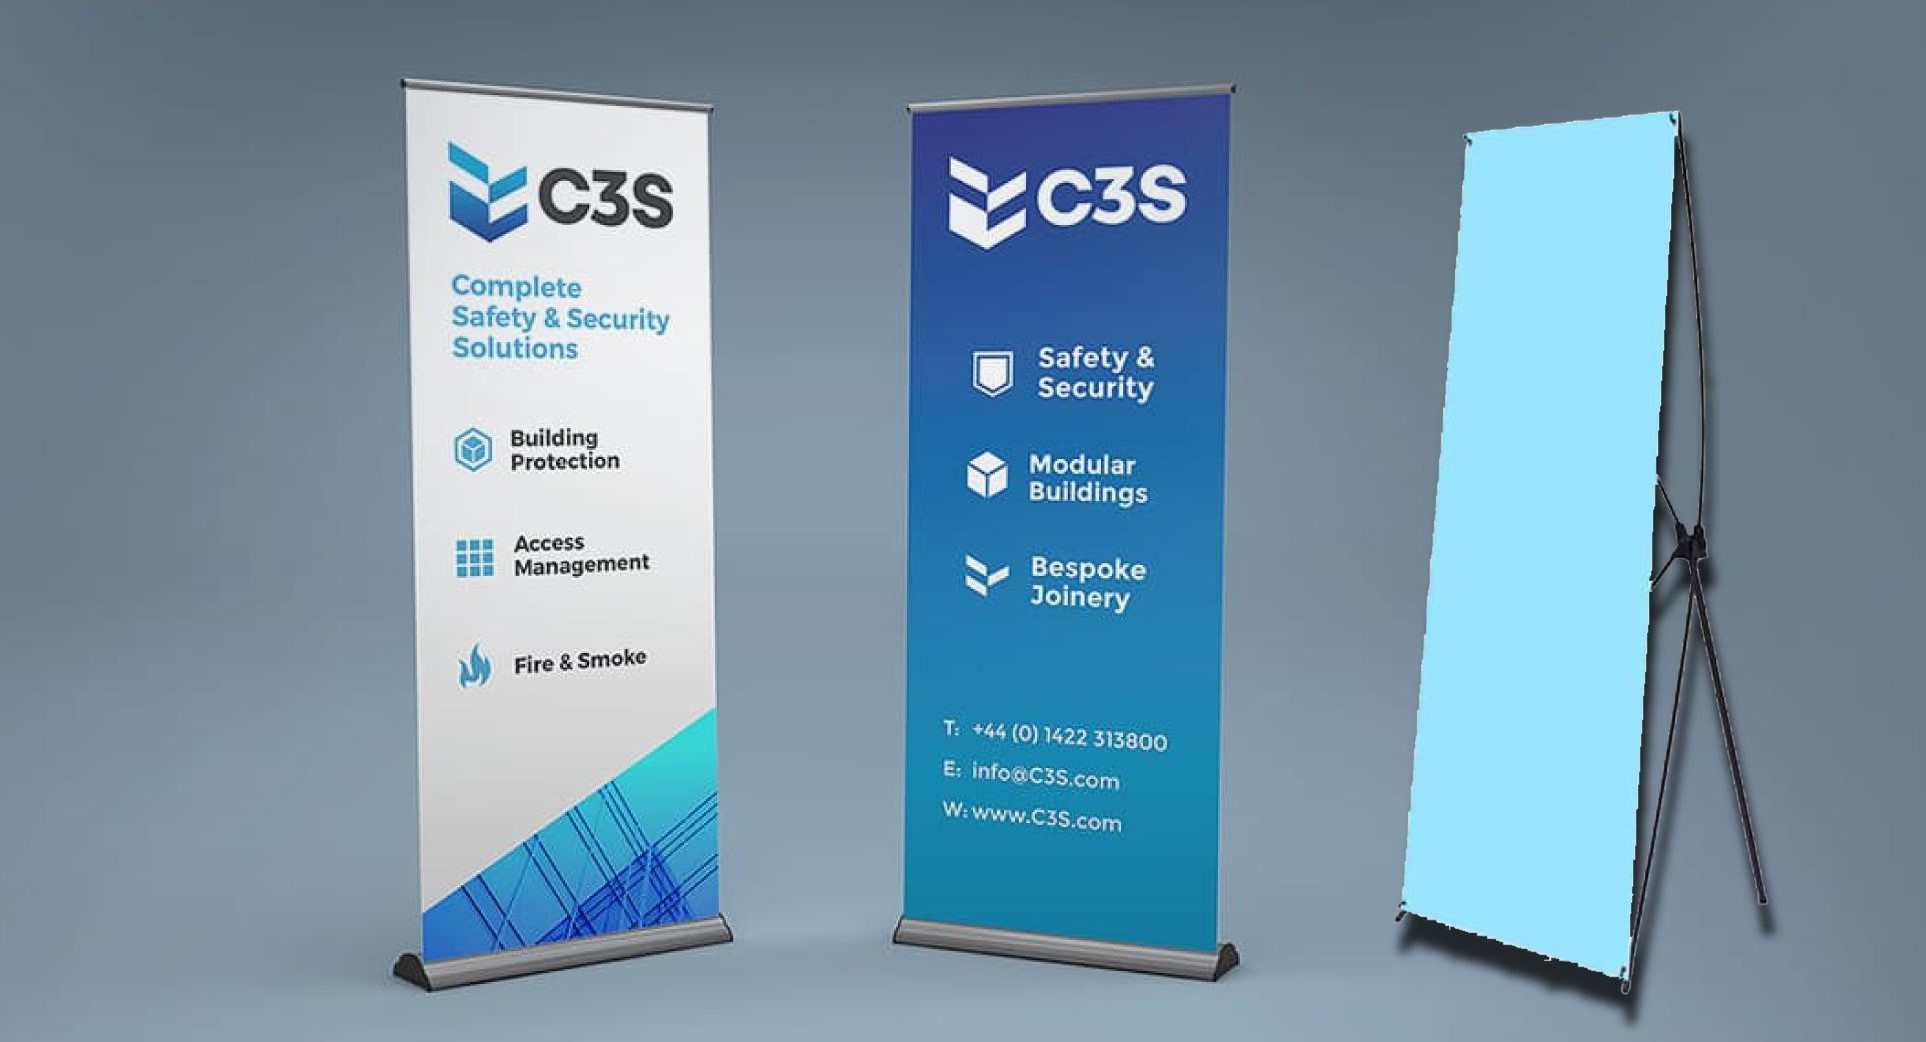 C3S
Complete
Safety & Security
Solutions
Building
Protection
Access
Management
Fire & Smoke
C3S
Safety &
Security
Modular
Buildings
Bespoke
Joinery
T: +44 (0) 1422 313800
E: info@C3S.com
W: www.C3S.com